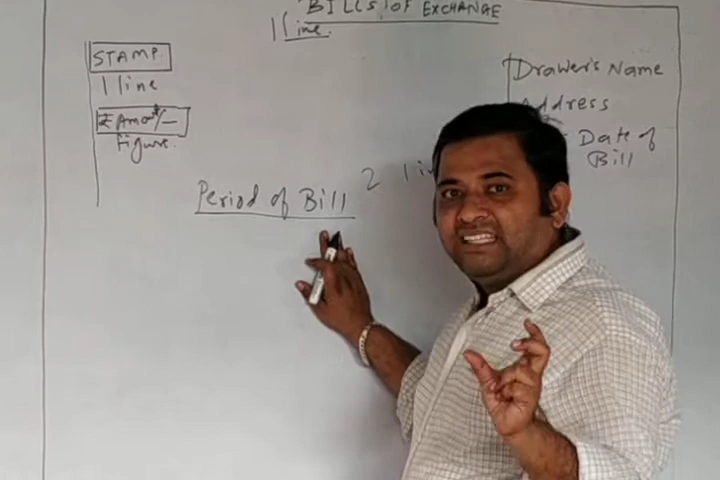 BILLS OF EXCHANGE
1 line.
STAMP
1 line
₹ Amount/-
figure.
Drawer's Name
Address
Date of
Bill
Period of Bill
2